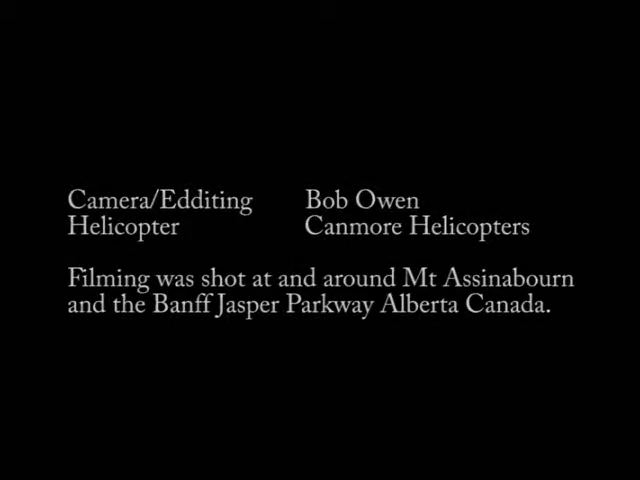 Camera/Edditing Bob Owen
Helicopter Canmore Helicopters
Filming was shot at and around Mt Assinabourn
and the Banff Jasper Parkway Alberta Canada.